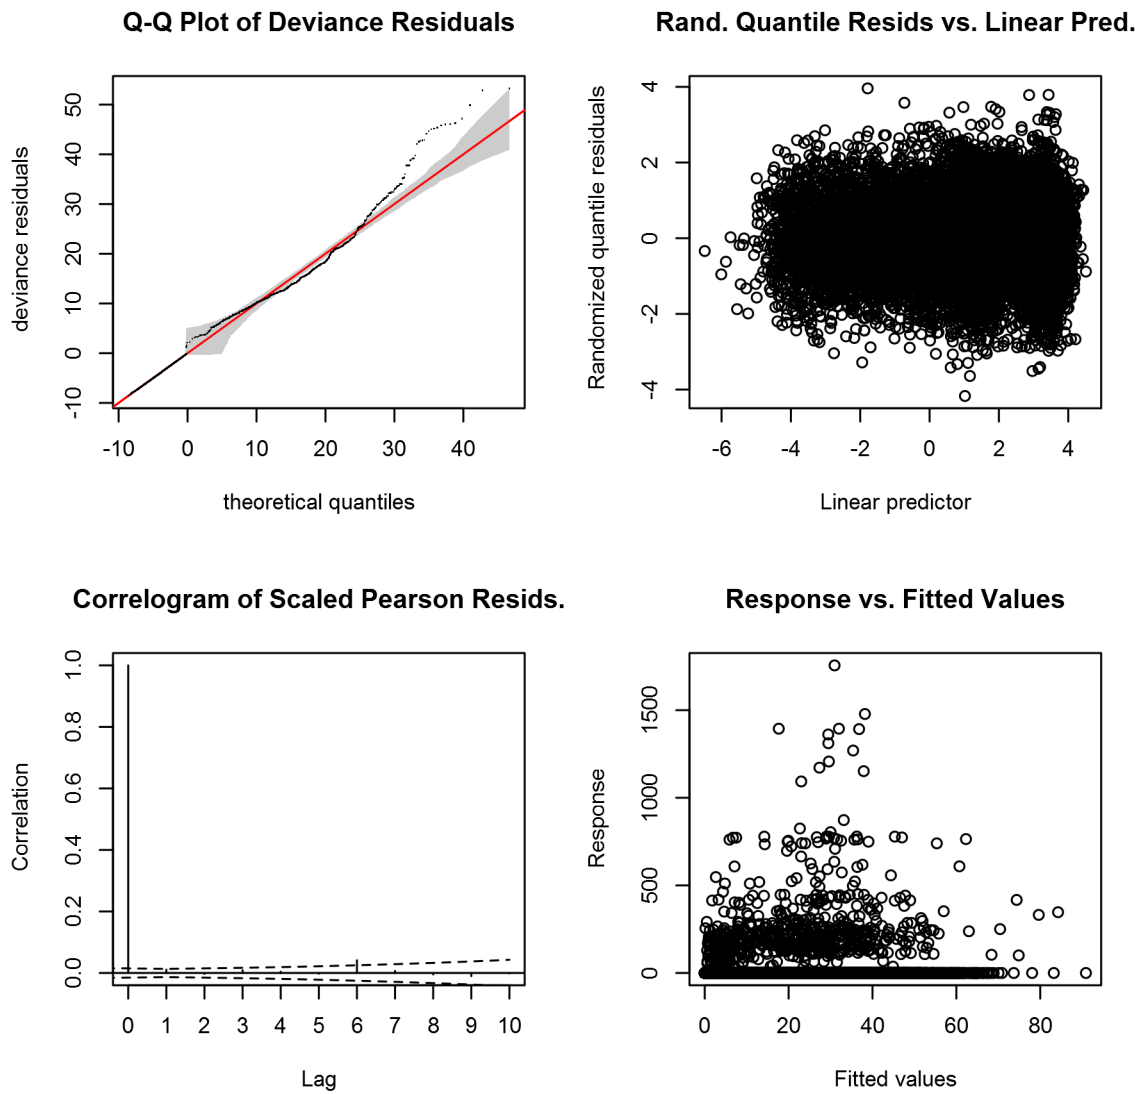 Q-Q Plot of Deviance Residuals
deviance residuals
50
40
30
20
10
0
-10
-10 0 10 20 30 40
theoretical quantiles
Rand. Quantile Resids vs. Linear Pred.
Randomized quantile residuals
4
2
0
-2
-4
-6 -4 -2 0 2 4
Linear predictor
Correlogram of Scaled Pearson Resids.
Correlation
1.0
0.8
0.6
0.4
0.2
0.0
0 1 2 3 4 5 6 7 8 9 10
Lag
Response vs. Fitted Values
Response
1500
1000
500
0
0 20 40 60 80
Fitted values